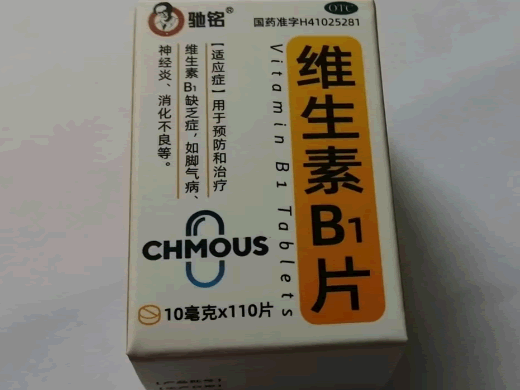 驰铭®
OTC
国药准字H41025281
维生素B1片
Vitamin B1 Tablets
【适应症】用于预防和治疗
维生素B1缺乏症,如脚气病、
神经炎、消化不良等。
CHMOUS
10毫克x110片